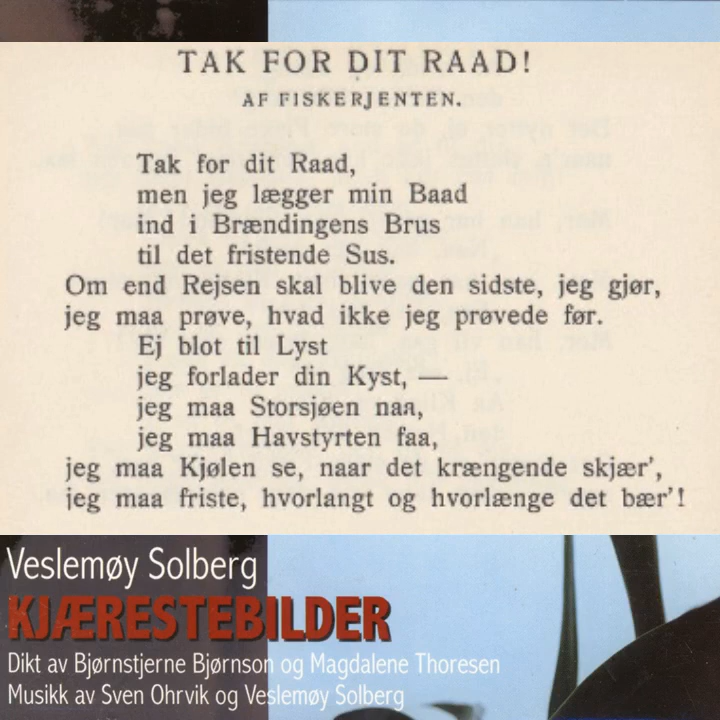 TAK FOR DIT RAAD!
AF FISKERJENTEN.
Tak for dit Raad,
men jeg lægger min Baad
ind i Brændingens Brus
til det fristende Sus.
Om end Rejsen skal blive den sidste, jeg gjør,
jeg maa prøve, hvad ikke jeg prøvede før.
Ej blot til Lyst
jeg forlader din Kyst, —
jeg maa Storsjøen naa,
jeg maa Havstyrten faa,
jeg maa Kjølen se, naar det krængende skjær’,
jeg maa friste, hvorlangt og hvorlænge det bær’!
Veslemøy Solberg
KJÆRESTEBILDER
Dikt av Bjørnstjerne Bjørnson og Magdalene Thoresen
Musikk av Sven Ohrvik og Veslemøy Solberg